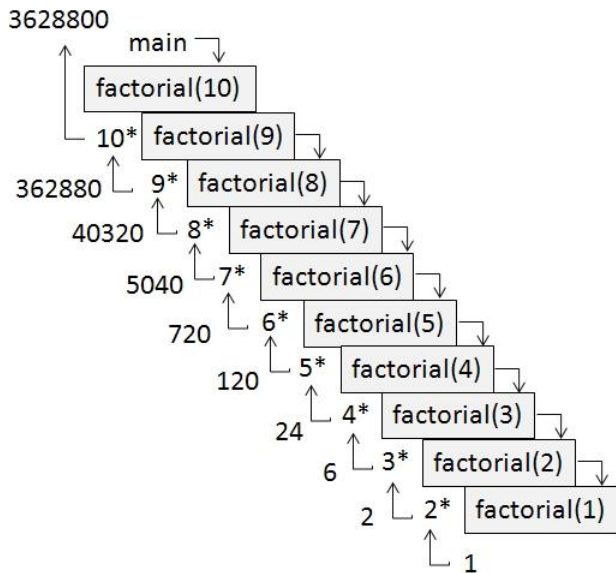 3628800
main
factorial(10)
10* factorial(9)
362880 9* factorial(8)
40320 8* factorial(7)
5040 7* factorial(6)
720 6* factorial(5)
120 5* factorial(4)
24 4* factorial(3)
6 3* factorial(2)
2 2* factorial(1)
1